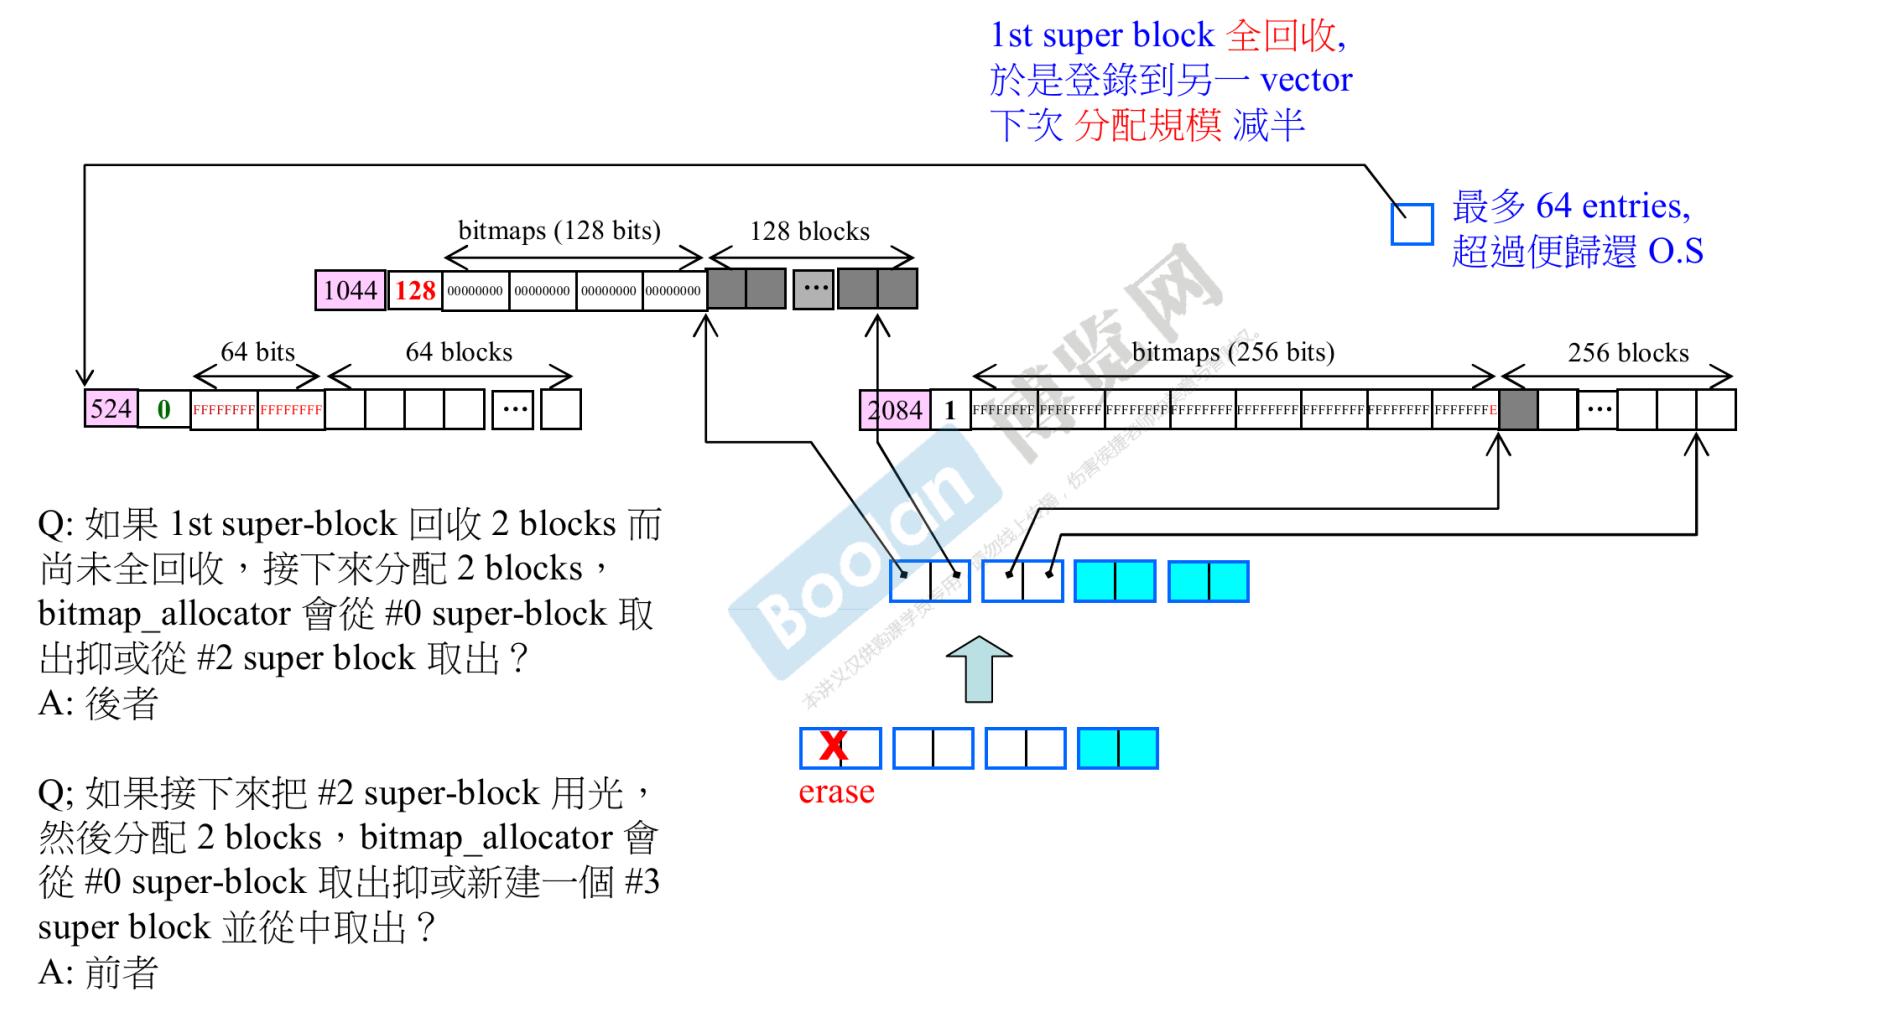 1st super block 全回收,
於是登錄到另一 vector
下次 分配規模 減半
最多 64 entries,
超過便歸還 O.S
bitmaps (128 bits) 128 blocks
1044 128 00000000 00000000 00000000 00000000 ...
64 bits 64 blocks
524 0 FFFFFFFF FFFFFFFF ...
bitmaps (256 bits) 256 blocks
2084 1 FFFFFFFF FFFFFFFF FFFFFFFF FFFFFFFF FFFFFFFF FFFFFFFF FFFFFFFF FFFFFFFE ...
Q: 如果 1st super-block 回收 2 blocks 而
尚未全回收，接下來分配 2 blocks，
bitmap_allocator 會從 #0 super-block 取
出抑或從 #2 super block 取出？
A: 後者
Q; 如果接下來把 #2 super-block 用光，
然後分配 2 blocks，bitmap_allocator 會
從 #0 super-block 取出抑或新建一個 #3
super block 並從中取出？
A: 前者
X
erase
Boolan
博览网